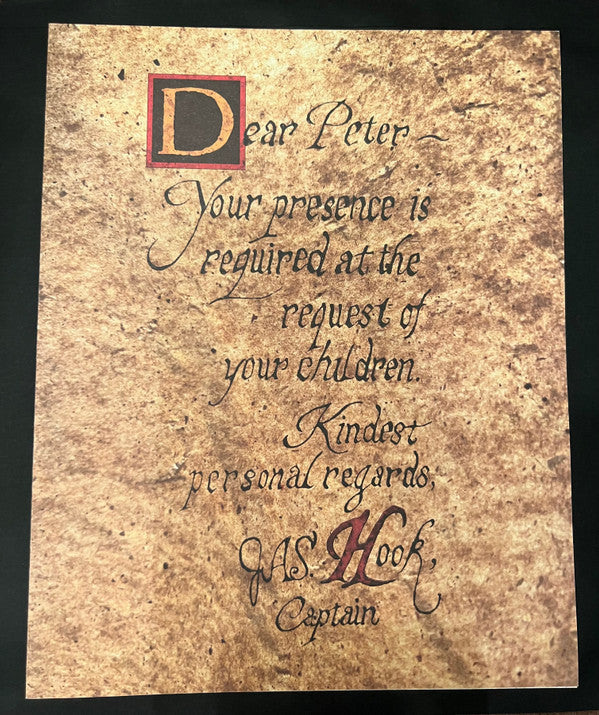 Dear Peter ~
Your presence is
required at the
request of
your children.
Kindest
personal regards,
JAS. Hook,
Captain